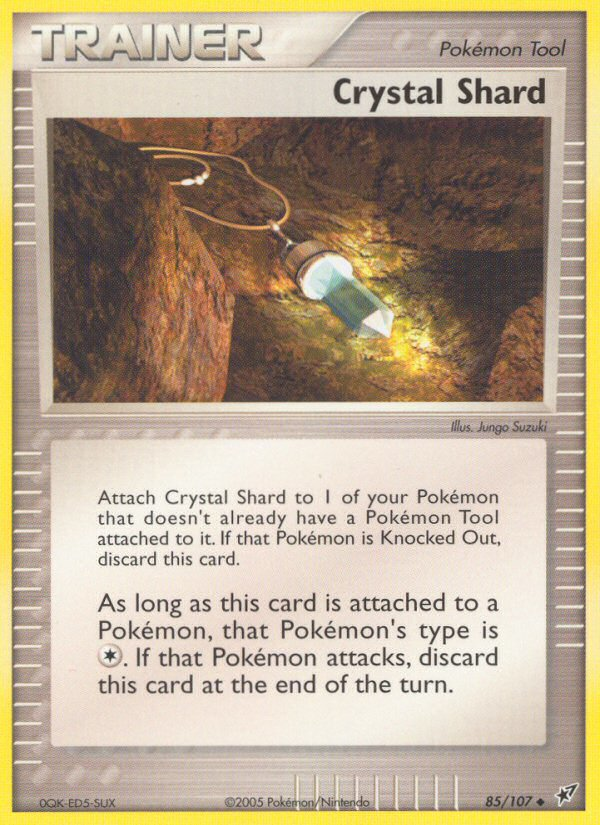 TRAINER
Pokémon Tool
Crystal Shard
Illus. Jungo Suzuki
Attach Crystal Shard to 1 of your Pokémon
that doesn't already have a Pokémon Tool
attached to it. If that Pokémon is Knocked Out,
discard this card.
As long as this card is attached to a
Pokémon, that Pokémon's type is
. If that Pokémon attacks, discard
this card at the end of the turn.
0QK-ED5-SUX
©2005 Pokémon/Nintendo
85/107